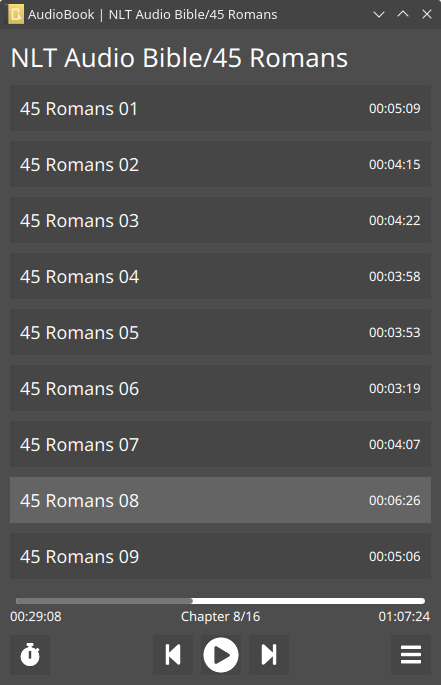 AudioBook | NLT Audio Bible/45 Romans
NLT Audio Bible/45 Romans
45 Romans 01 00:05:09
45 Romans 02 00:04:15
45 Romans 03 00:04:22
45 Romans 04 00:03:58
45 Romans 05 00:03:53
45 Romans 06 00:03:19
45 Romans 07 00:04:07
45 Romans 08 00:06:26
45 Romans 09 00:05:06
00:29:08 Chapter 8/16 01:07:24